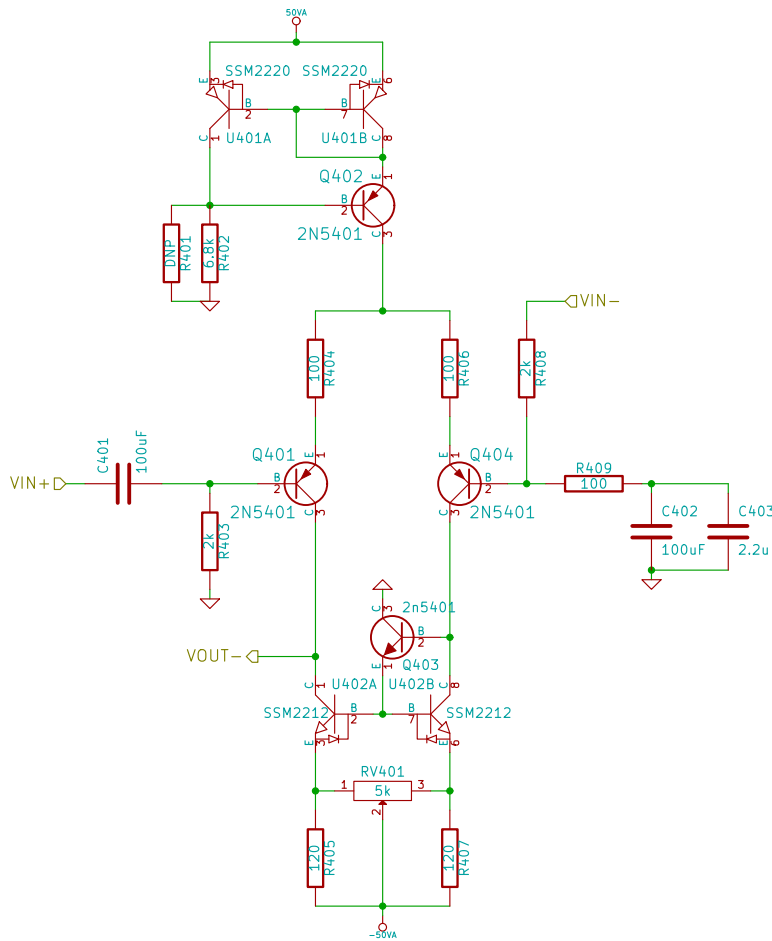 50VA
SSM2220 SSM2220
E 3 E 6
B 2 B 7
C 1 C 8
U401A U401B
Q402
E 1
B 2
2N5401
C 3
DNP R401 6.8k R402
VIN-
100 R404 100 R406 2k R408
C401 100uF
Q401 E 1 E 1 Q404
R409
VIN+
B 2 B 2
100
2N5401 C 3 C 3 2N5401
2k R403
C402 C403
100uF 2.2u
C 3 2n5401
B 2
VOUT-
E 1 Q403
C 1 U402A U402B C 8
SSM2212 B 2 B 7 SSM2212
E 3 E 6
RV401
1 5k 3
2
120 R405 120 R407
-50VA